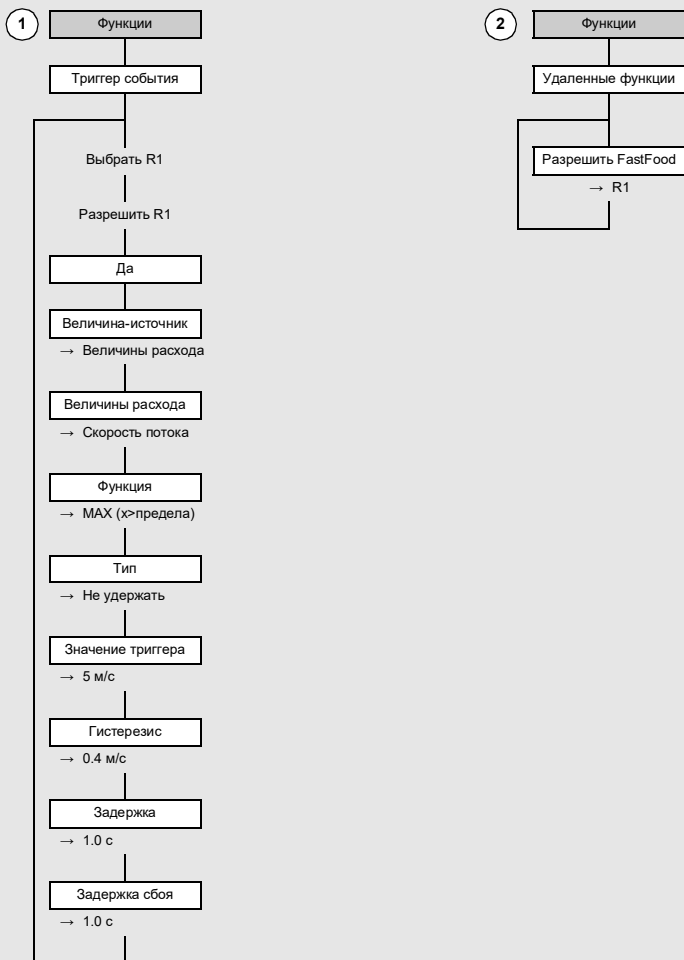 1
Функции
Триггер события
Выбрать R1
Разрешить R1
Да
Величина-источник
→ Величины расхода
Величины расхода
→ Скорость потока
Функция
→ MAX (x>предела)
Тип
→ Не удержать
Значение триггера
→ 5 м/с
Гистерезис
→ 0.4 м/с
Задержка
→ 1.0 с
Задержка сбоя
→ 1.0 с
2
Функции
Удаленные функции
Разрешить FastFood
→ R1